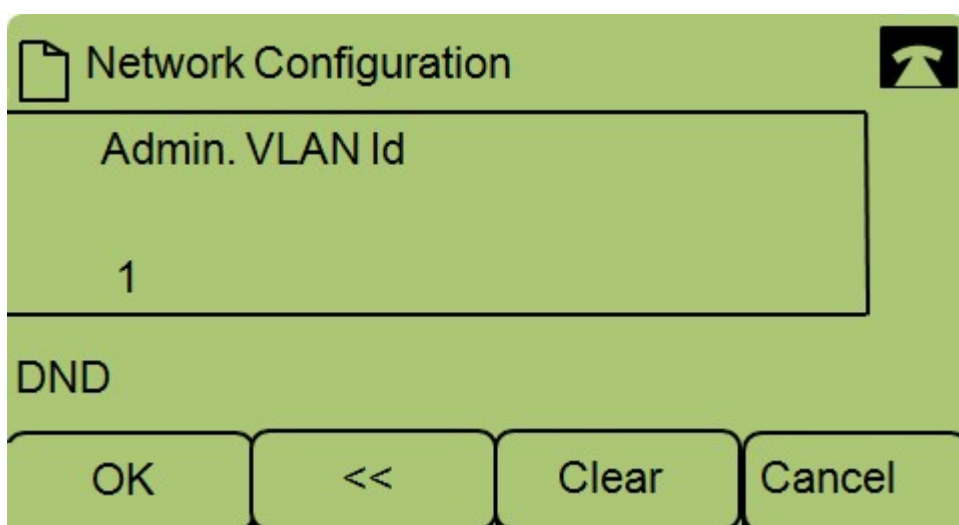 Network Configuration
Admin. VLAN Id
1
DND
OK << Clear Cancel